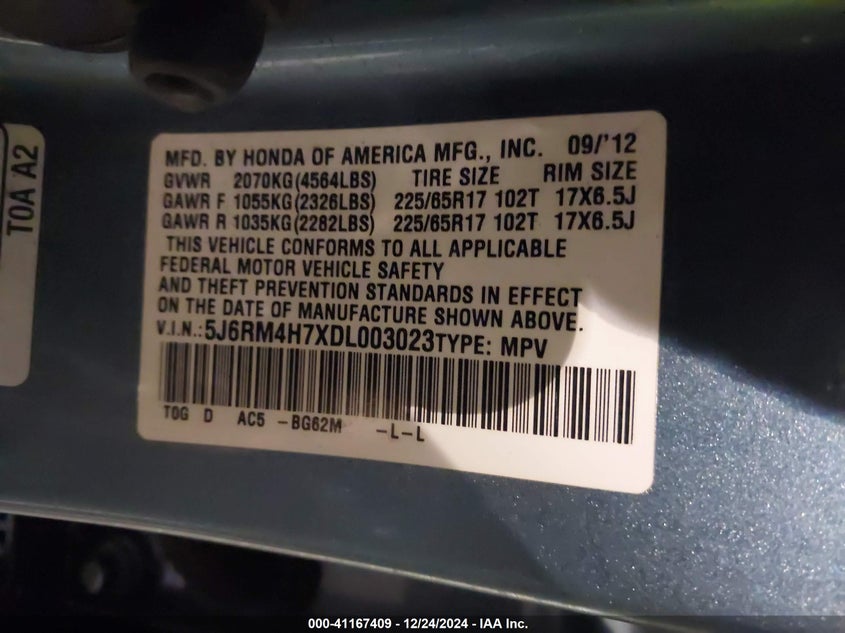 TOA A2
MFD. BY HONDA OF AMERICA MFG., INC. 09/'12
GVWR 2070KG(4564LBS) TIRE SIZE RIM SIZE
GAWR F 1055KG(2326LBS) 225/65R17 102T 17X6.5J
GAWR R 1035KG(2282LBS) 225/65R17 102T 17X6.5J
THIS VEHICLE CONFORMS TO ALL APPLICABLE
FEDERAL MOTOR VEHICLE SAFETY
AND THEFT PREVENTION STANDARDS IN EFFECT
ON THE DATE OF MANUFACTURE SHOWN ABOVE.
V.I.N.:5J6RM4H7XDL003023TYPE: MPV
TOG D AC5 -BG62M -L-L
000-41167409 - 12/24/2024 - IAA Inc.